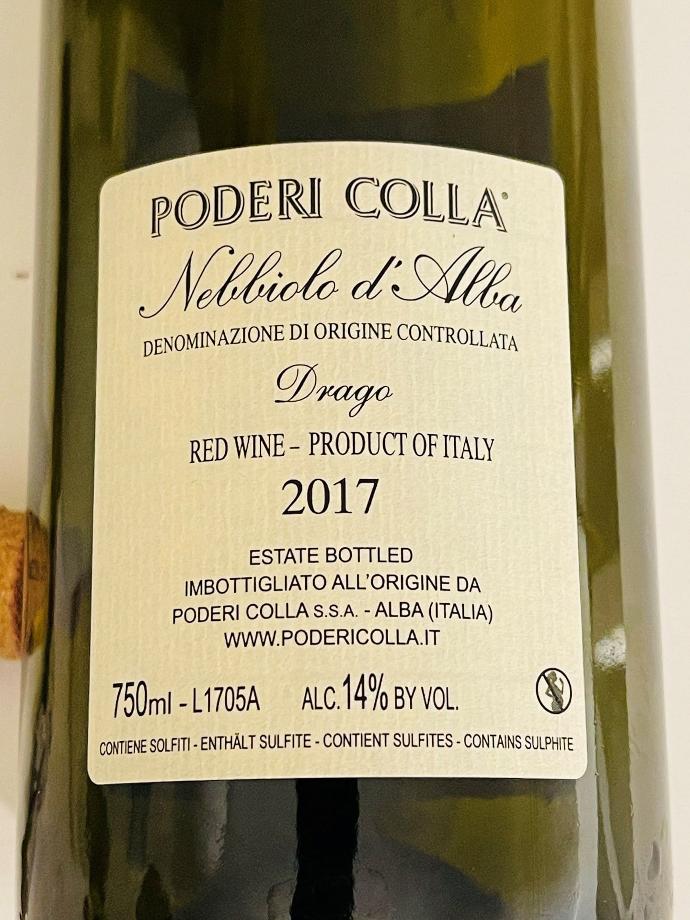 PODERI COLLA
Nebbiolo d'Alba
DENOMINAZIONE DI ORIGINE CONTROLLATA
Drago
RED WINE – PRODUCT OF ITALY
2017
ESTATE BOTTLED
IMBOTTIGLIATO ALL'ORIGINE DA
PODERI COLLA S.S.A. - ALBA (ITALIA)
WWW.PODERICOLLA.IT
750ml - L1705A ALC.14% BY VOL.
CONTIENE SOLFITI - ENTHÄLT SULFITE - CONTIENT SULFITES - CONTAINS SULPHITE